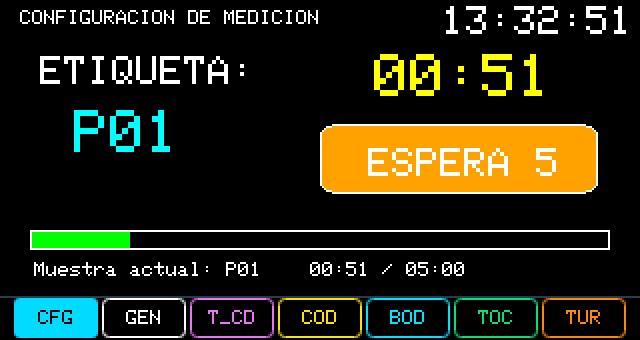 CONFIGURACION DE MEDICION 13:32:51
ETIQUETA: 00:51
P01
ESPERA 5
Muestra actual: P01 00:51 / 05:00
CFG GEN T_CD COD BOD TOC TUR